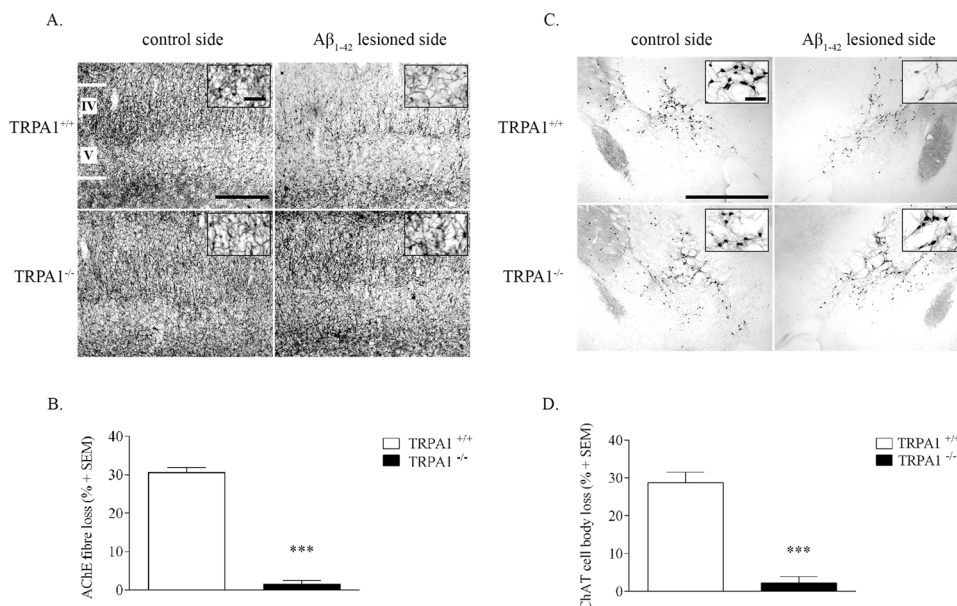 A.
control side
Aβ1-42 lesioned side
TRPA1+/+
IV
V
TRPA1-/-
C.
control side
Aβ1-42 lesioned side
TRPA1+/+
TRPA1-/-
B.
AChE fibre loss (% + SEM)
40
30
20
10
0
***
TRPA1 +/+
TRPA1 -/-
D.
ChAT cell body loss (% + SEM)
40
30
20
10
0
***
TRPA1 +/+
TRPA1 -/-